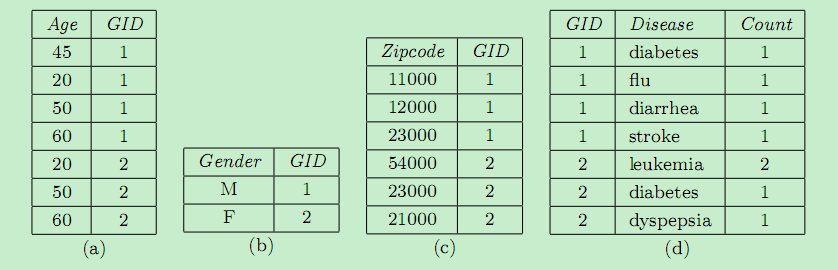 Age GID
45 1
20 1
50 1
60 1
20 2
50 2
60 2
(a)
Gender GID
M 1
F 2
(b)
Zipcode GID
11000 1
12000 1
23000 1
54000 2
23000 2
21000 2
(c)
GID Disease Count
1 diabetes 1
1 flu 1
1 diarrhea 1
1 stroke 1
2 leukemia 2
2 diabetes 1
2 dyspepsia 1
(d)